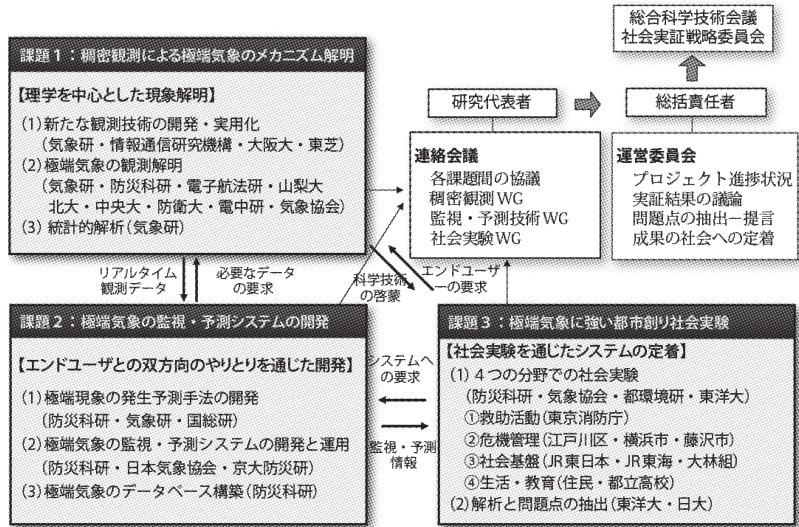 総合科学技術会議
社会実証戦略委員会
研究代表者
総括責任者
課題1：稠密観測による極端気象のメカニズム解明
【理学を中心とした現象解明】
(1)新たな観測技術の開発・実用化
(気象研・情報通信研究機構・大阪大・東芝)
(2)極端気象の観測解明
(気象研・防災科研・電子航法研・山梨大
北大・中央大・防衛大・電中研・気象協会)
(3) 統計的解析(気象研)
連絡会議
各課題間の協議
稠密観測WG
監視・予測技術WG
社会実験WG
運営委員会
プロジェクト進捗状況
実証結果の議論
問題点の抽出ー提言
成果の社会への定着
リアルタイム
観測データ
必要なデータ
の要求
科学技術
の啓蒙
エンドユーザ
ーの要求
課題2：極端気象の監視・予測システムの開発
【エンドユーザとの双方向のやりとりを通じた開発】
(1)極端現象の発生予測手法の開発
(防災科研・気象研・国総研)
(2)極端気象の監視・予測システムの開発と運用
(防災科研・日本気象協会・京大防災研)
(3)極端気象のデータベース構築(防災科研)
システムへ
の要求
監視・予測
情報
課題3：極端気象に強い都市創り社会実験
【社会実験を通じたシステムの定着】
(1) 4つの分野での社会実験
(防災科研・気象協会・都環境研・東洋大)
①救助活動(東京消防庁)
②危機管理(江戸川区・横浜市・藤沢市)
③社会基盤(JR東日本・JR東海・大林組)
④生活・教育(住民・都立高校)
(2)解析と問題点の抽出(東洋大・日大)